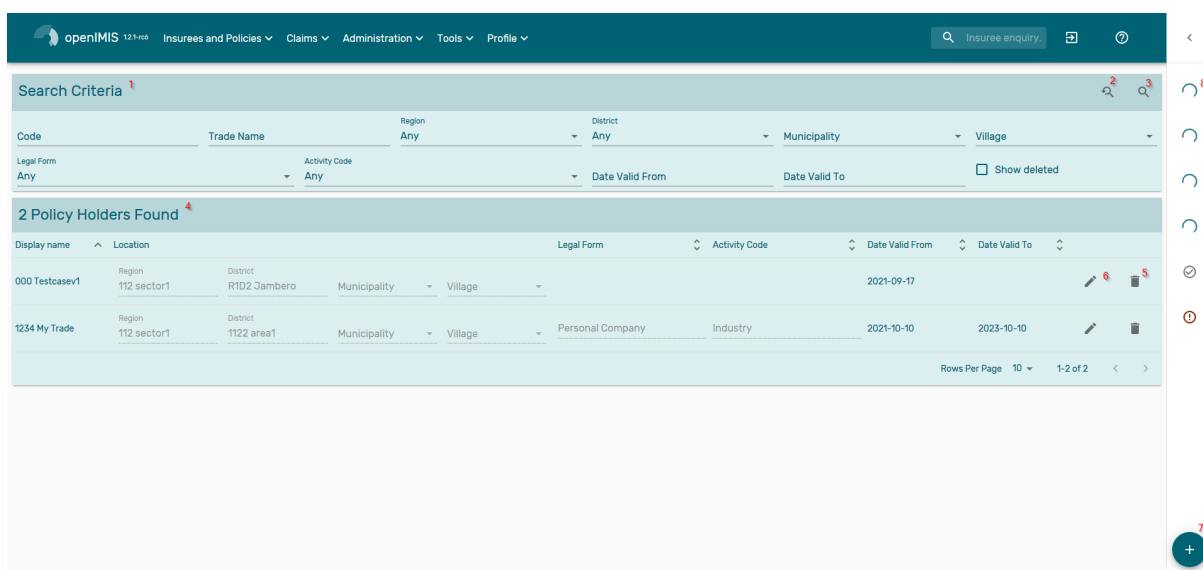 openIMIS 1.2.1-rc6 Insurees and Policies Claims Administration Tools Profile Insuree enquiry.
Search Criteria 1 2 3 8
Region District
Code Trade Name Any Any Municipality Village
Legal Form Activity Code
Any Any Date Valid From Date Valid To Show deleted
2 Policy Holders Found 4
Display name Location Legal Form Activity Code Date Valid From Date Valid To
Region District
000 Testcasev1 112 sector1 R1D2 Jambero Municipality Village 2021-09-17 6 5
Region District
1234 My Trade 112 sector1 1122 area1 Municipality Village Personal Company Industry 2021-10-10 2023-10-10
Rows Per Page 10 1-2 of 2
7